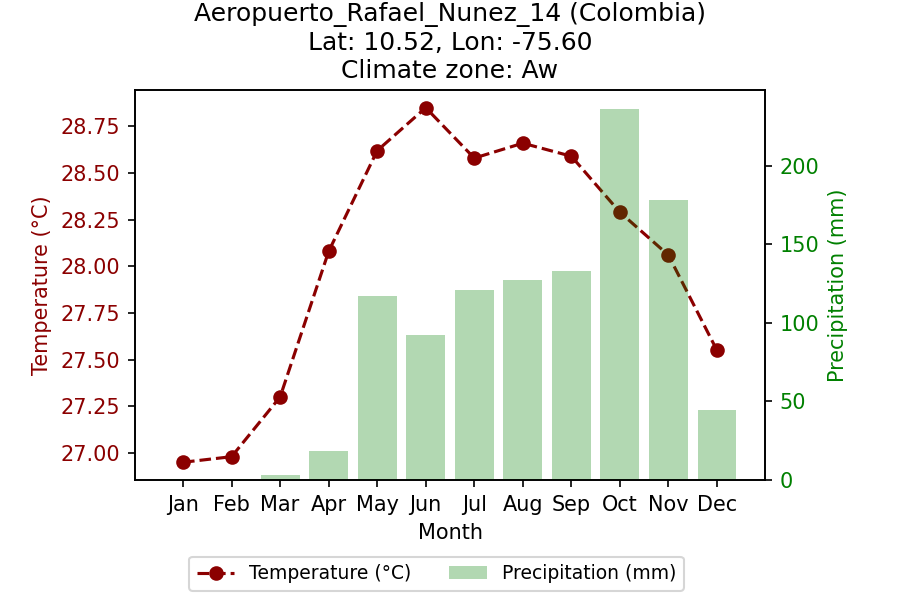 Aeropuerto_Rafael_Nunez_14 (Colombia)
Lat: 10.52, Lon: -75.60
Climate zone: Aw
Temperature (°C)
28.75
28.50
28.25
28.00
27.75
27.50
27.25
27.00
200
150
100
50
0
Precipitation (mm)
Jan Feb Mar Apr May Jun Jul Aug Sep Oct Nov Dec
Month
Temperature (°C) Precipitation (mm)